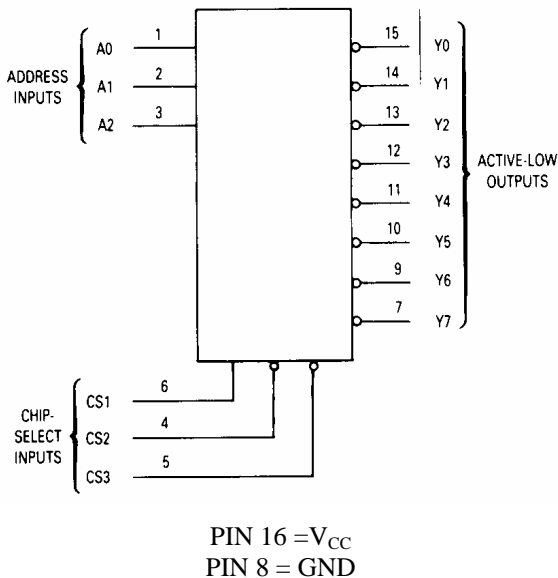 ADDRESS
INPUTS
A0
1
A1
2
A2
3
15
Y0
14
Y1
13
Y2
12
Y3
11
Y4
10
Y5
9
Y6
7
Y7
ACTIVE-LOW
OUTPUTS
CHIP-
SELECT
INPUTS
CS1
6
CS2
4
CS3
5
PIN 16 =VCC
PIN 8 = GND